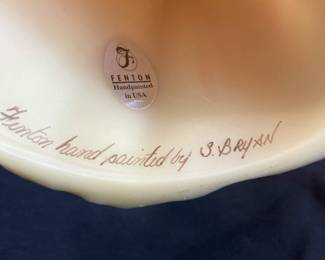 F
FENTON
Handpainted
in USA
Fenton hand painted by S. BRYAN